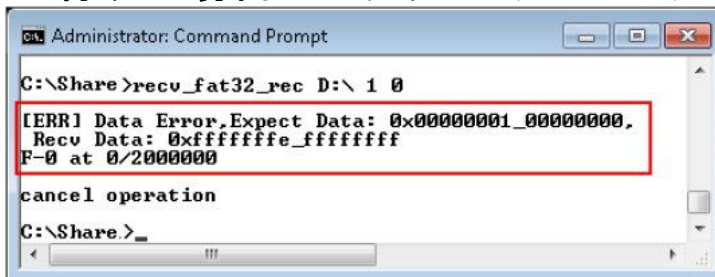 Administrator: Command Prompt
C:\Share>recv_fat32_rec D:\ 1 0
[ERR] Data Error,Expect Data: 0x00000001_00000000,
Recv Data: 0xfffffffe_ffffffff
F-0 at 0/2000000
cancel operation
C:\Share.>_